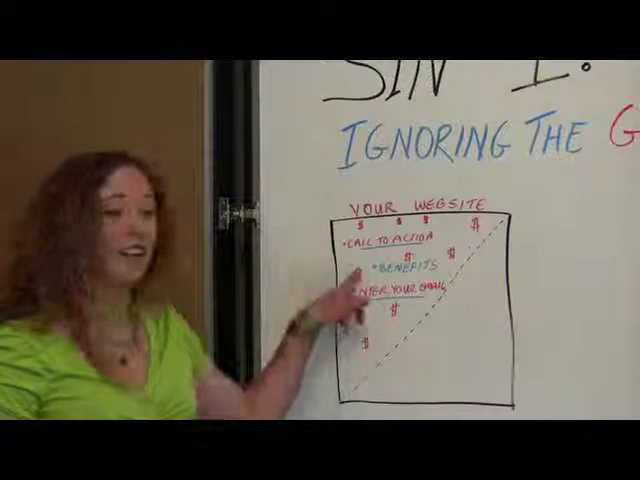 SIN 1:
IGNORING THE G
YOUR WEBSITE
$ $ $ $
• CALL TO ACTION
$ $
• BENEFITS
ENTER YOUR EMAIL
$
$